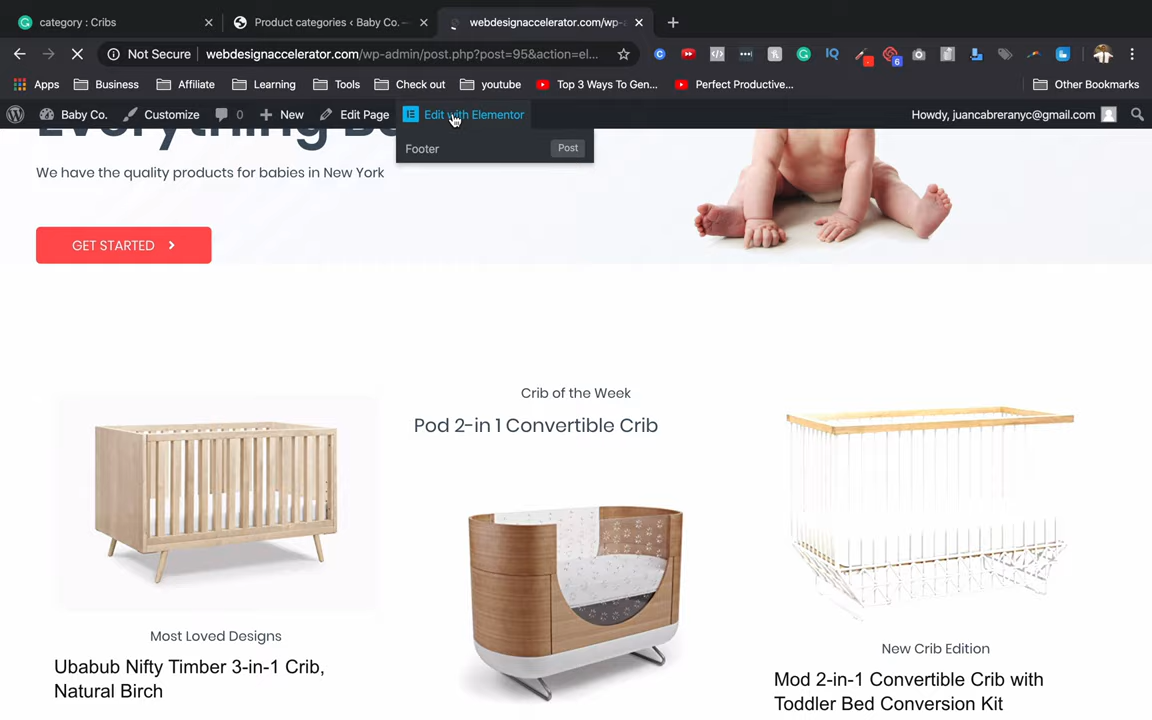 category : Cribs
Product categories ‹ Baby Co. —
webdesignaccelerator.com/wp-
Not Secure
webdesignaccelerator.com/wp-admin/post.php?post=95&action=el...
6
Apps
Business
Affiliate
Learning
Tools
Check out
youtube
Top 3 Ways To Gen...
Perfect Productive...
Other Bookmarks
Baby Co.
Customize
0
New
Edit Page
Edit with Elementor
Howdy, juancabreranyc@gmail.com
Footer
Post
We have the quality products for babies in New York
GET STARTED
Crib of the Week
Pod 2-in 1 Convertible Crib
Most Loved Designs
Ubabub Nifty Timber 3-in-1 Crib,
Natural Birch
New Crib Edition
Mod 2-in-1 Convertible Crib with
Toddler Bed Conversion Kit